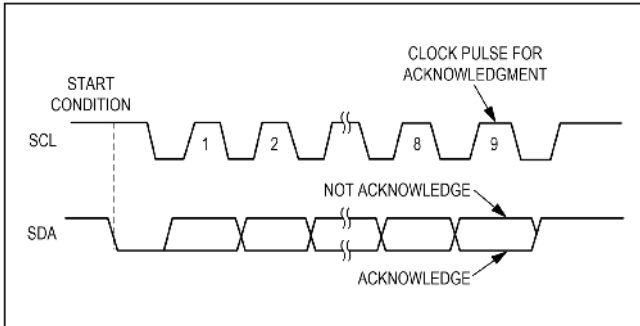 CLOCK PULSE FOR
ACKNOWLEDGMENT
START
CONDITION
SCL
1
2
8
9
NOT ACKNOWLEDGE
SDA
ACKNOWLEDGE